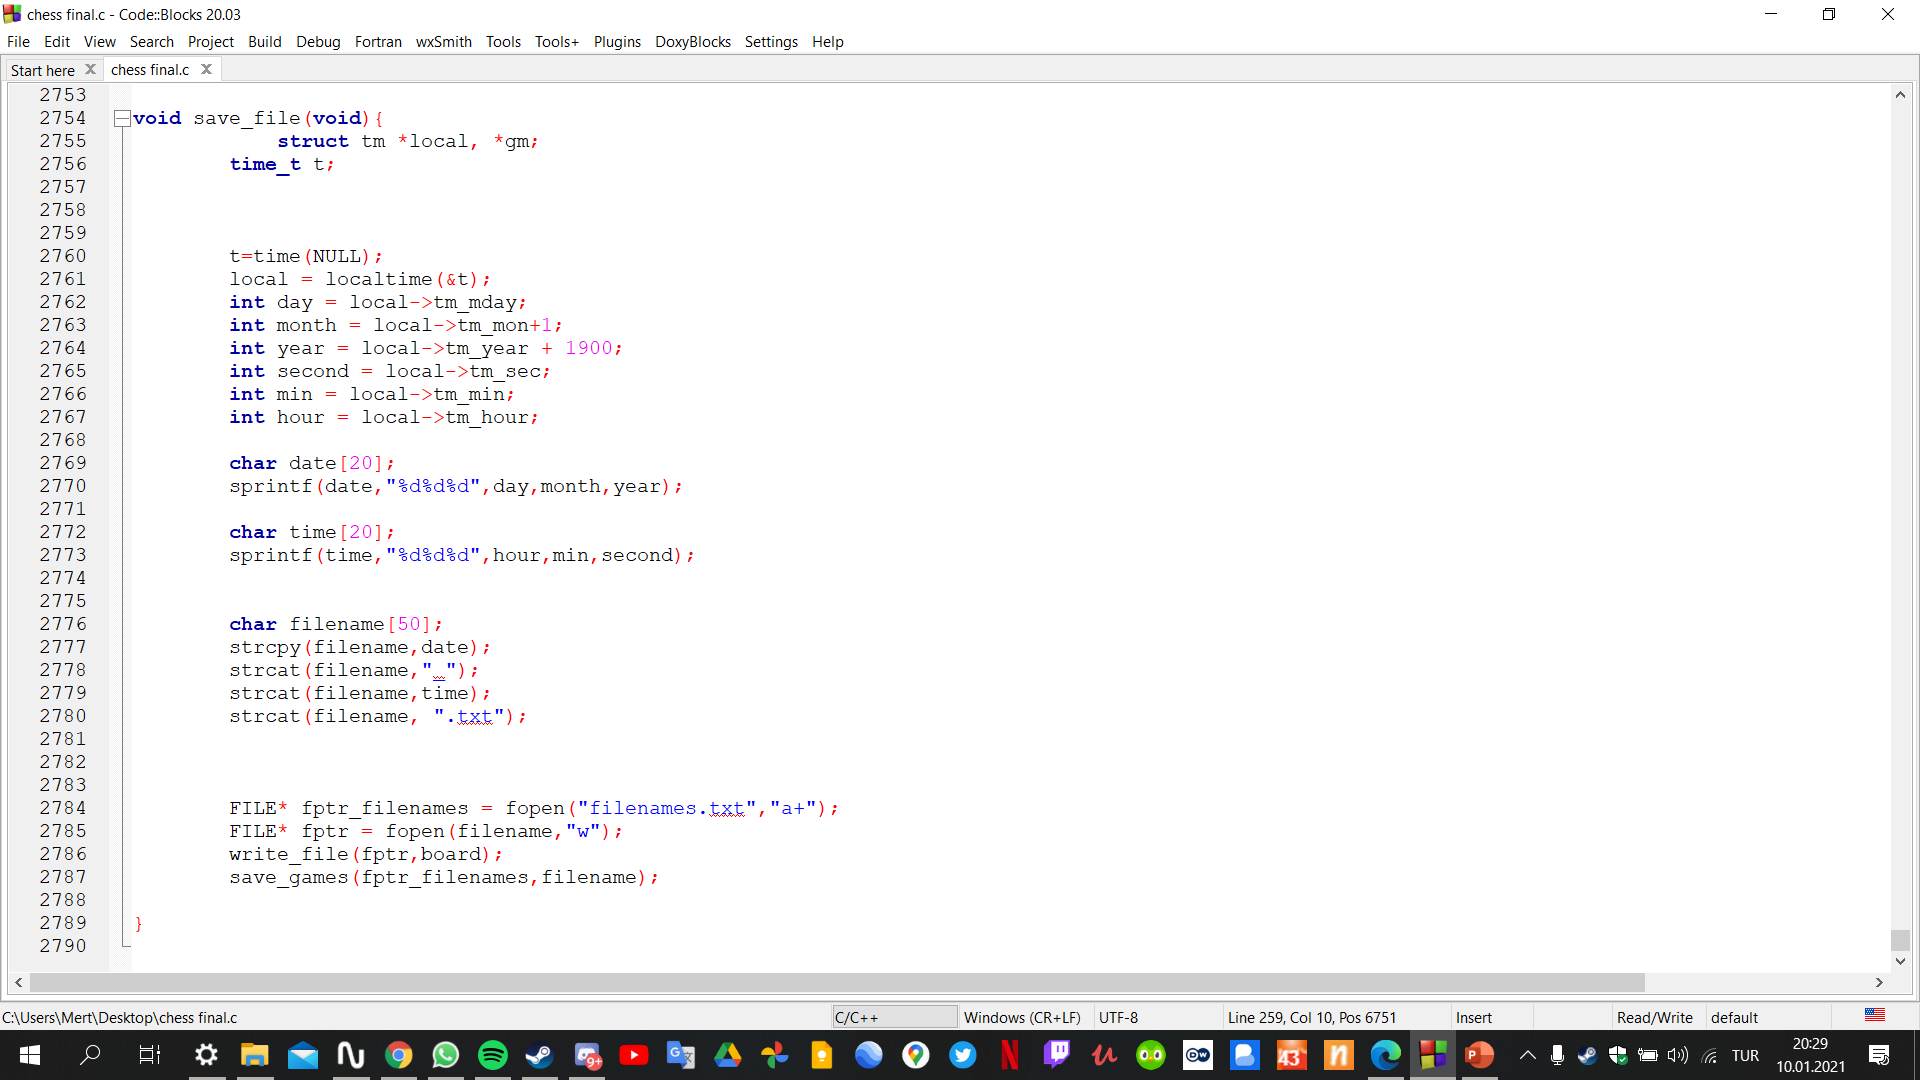 chess final.c - Code::Blocks 20.03
File Edit View Search Project Build Debug Fortran wxSmith Tools Tools+ Plugins DoxyBlocks Settings Help
Start here chess final.c
2753
2754 void save_file(void){
2755 struct tm *local, *gm;
2756 time_t t;
2757
2758
2759
2760 t=time(NULL);
2761 local = localtime(&t);
2762 int day = local->tm_mday;
2763 int month = local->tm_mon+1;
2764 int year = local->tm_year + 1900;
2765 int second = local->tm_sec;
2766 int min = local->tm_min;
2767 int hour = local->tm_hour;
2768
2769 char date[20];
2770 sprintf(date,"%d%d%d",day,month,year);
2771
2772 char time[20];
2773 sprintf(time,"%d%d%d",hour,min,second);
2774
2775
2776 char filename[50];
2777 strcpy(filename,date);
2778 strcat(filename,"_");
2779 strcat(filename,time);
2780 strcat(filename, ".txt");
2781
2782
2783
2784 FILE* fptr_filenames = fopen("filenames.txt","a+");
2785 FILE* fptr = fopen(filename,"w");
2786 write_file(fptr,board);
2787 save_games(fptr_filenames,filename);
2788
2789 }
2790
C:\Users\Mert\Desktop\chess final.c C/C++ Windows (CR+LF) UTF-8 Line 259, Col 10, Pos 6751 Insert Read/Write default
9+ DW B 43 n P TUR 20:29
10.01.2021